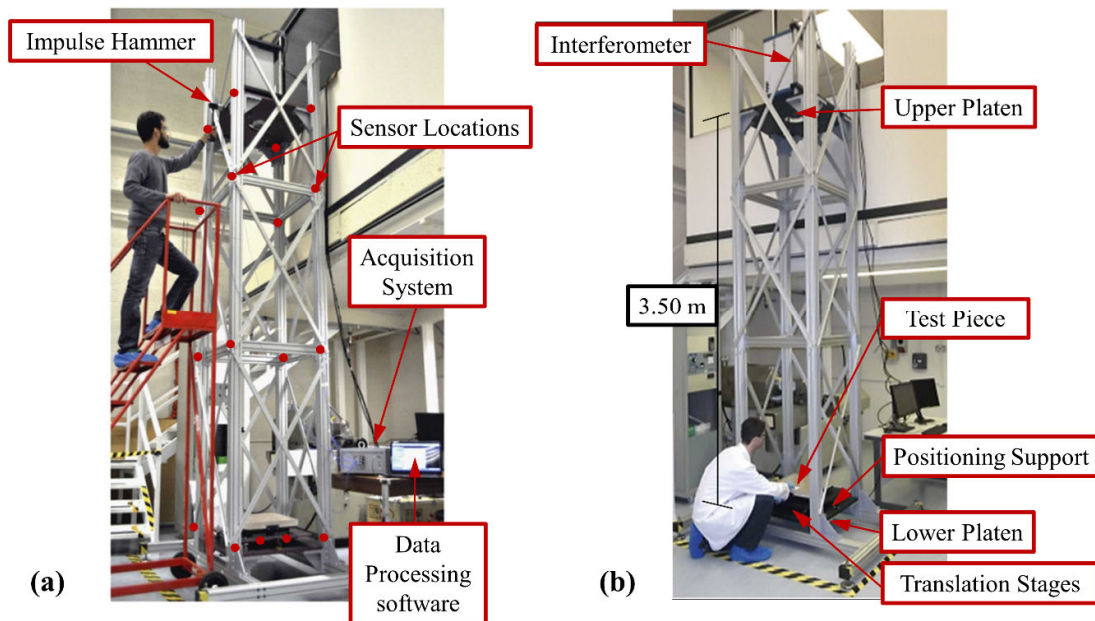 Impulse Hammer
Sensor Locations
Acquisition
System
Data
Processing
software
(a)
Interferometer
Upper Platen
3.50 m
Test Piece
Positioning Support
Lower Platen
Translation Stages
(b)